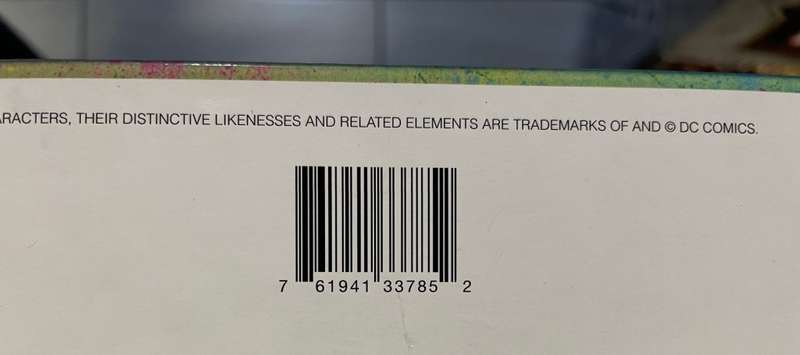 ARACTERS, THEIR DISTINCTIVE LIKENESSES AND RELATED ELEMENTS ARE TRADEMARKS OF AND © DC COMICS.
7 61941 33785 2